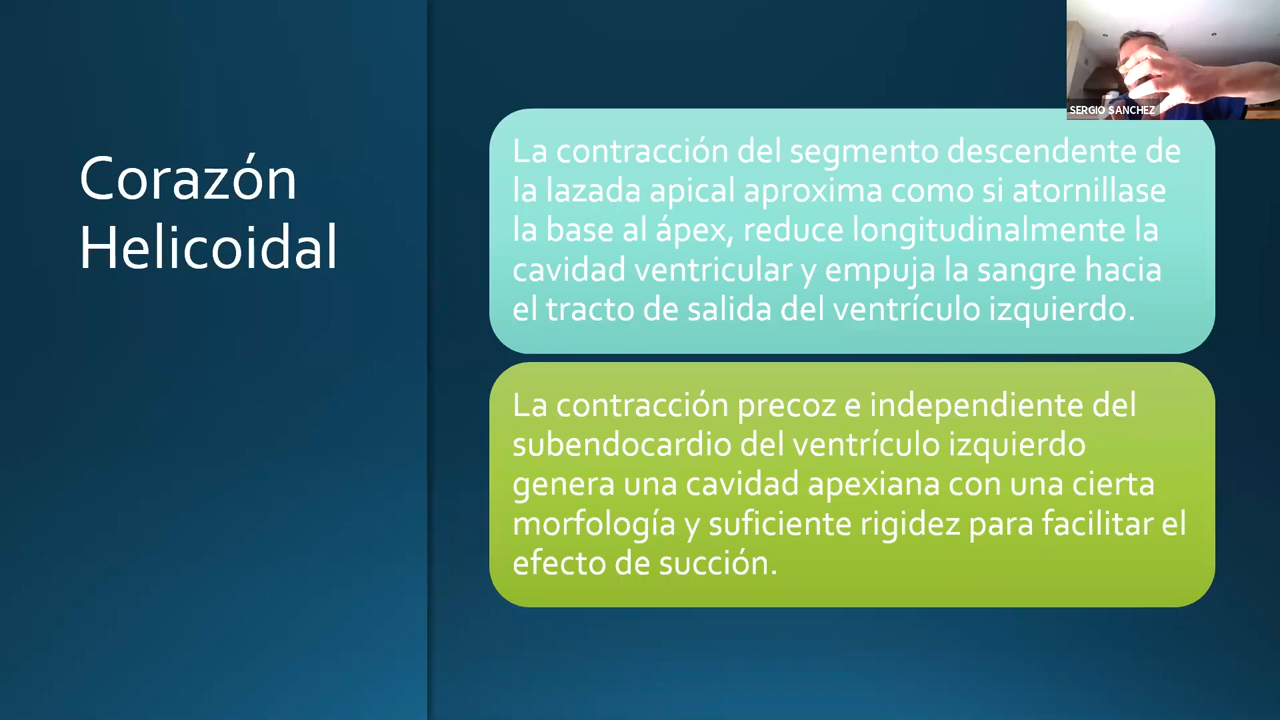 Corazón
Helicoidal
SERGIO SANCHEZ
La contracción del segmento descendente de
la lazada apical aproxima como si atornillase
la base al ápex, reduce longitudinalmente la
cavidad ventricular y empuja la sangre hacia
el tracto de salida del ventrículo izquierdo.
La contracción precoz e independiente del
subendocardio del ventrículo izquierdo
genera una cavidad apexiana con una cierta
morfología y suficiente rigidez para facilitar el
efecto de succión.